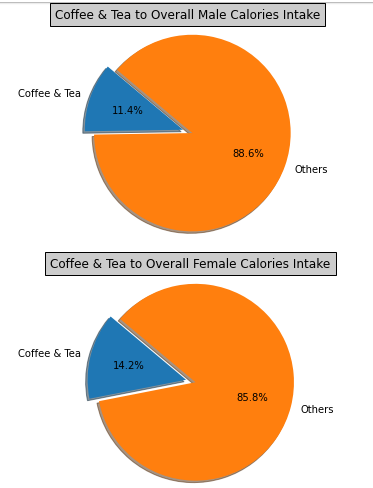 Coffee & Tea to Overall Male Calories Intake
Coffee & Tea
11.4%
88.6%
Others
Coffee & Tea to Overall Female Calories Intake
Coffee & Tea
14.2%
85.8%
Others